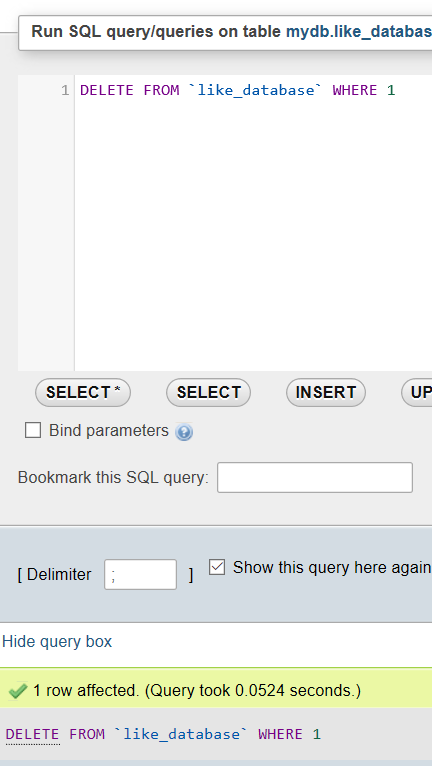 Run SQL query/queries on table mydb.like_databas
1 DELETE FROM `like_database` WHERE 1
SELECT * SELECT INSERT UP
Bind parameters
Bookmark this SQL query:
[ Delimiter ; ] Show this query here again
Hide query box
1 row affected. (Query took 0.0524 seconds.)
DELETE FROM `like_database` WHERE 1